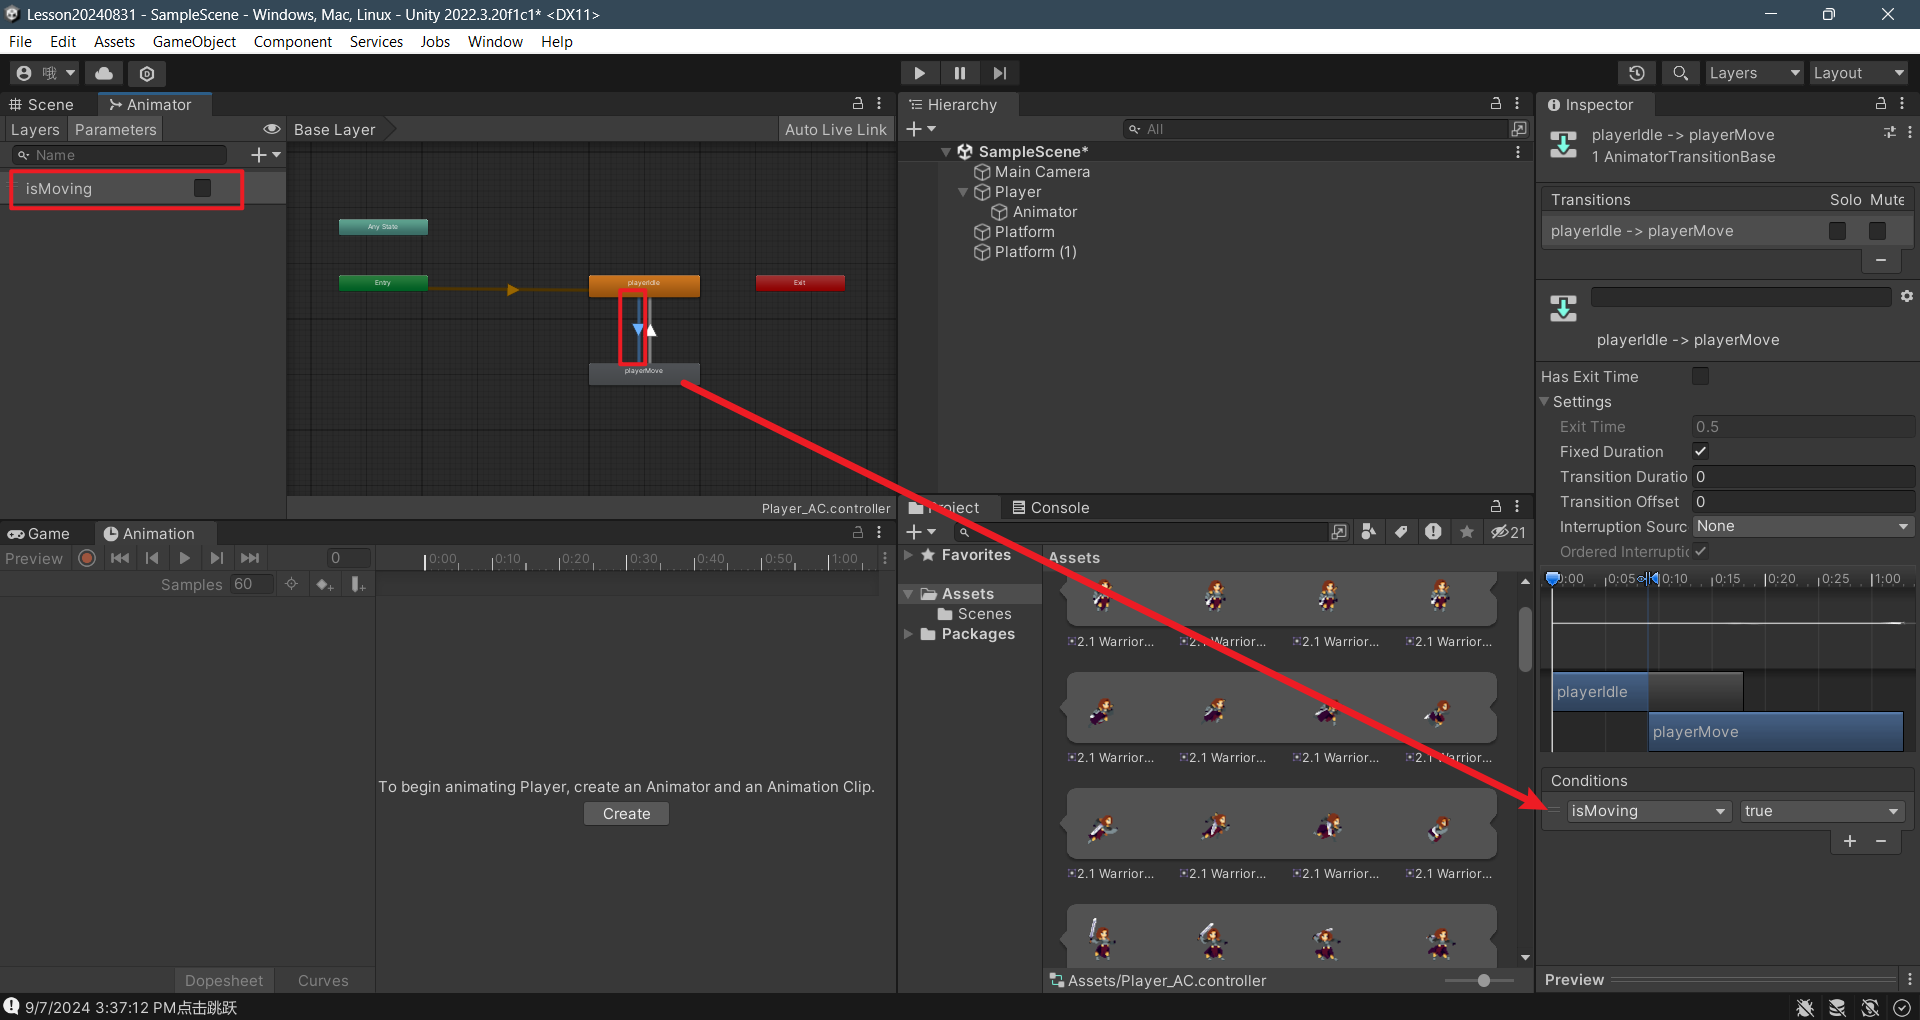 Lesson20240831 - SampleScene - Windows, Mac, Linux - Unity 2022.3.20f1c1* <DX11>
File Edit Assets GameObject Component Services Jobs Window Help
哦
Layers
Layout
Scene
Animator
Layers
Parameters
Base Layer
Auto Live Link
Name
isMoving
Any State
Entry
playerIdle
Exit
playerMove
Player_AC.controller
Hierarchy
All
SampleScene*
Main Camera
Player
Animator
Platform
Platform (1)
Game
Animation
Preview
0
0:00 0:10 0:20 0:30 0:40 0:50 1:00
Samples 60
To begin animating Player, create an Animator and an Animation Clip.
Create
Dopesheet
Curves
Project
Console
21
Favorites
Assets
Scenes
Packages
Assets
2.1 Warrior... 2.1 Warrior... 2.1 Warrior... 2.1 Warrior...
2.1 Warrior... 2.1 Warrior... 2.1 Warrior... 2.1 Warrior...
2.1 Warrior... 2.1 Warrior... 2.1 Warrior... 2.1 Warrior...
Assets/Player_AC.controller
Inspector
playerIdle -> playerMove
1 AnimatorTransitionBase
Transitions Solo Mute
playerIdle -> playerMove
playerIdle -> playerMove
Has Exit Time
Settings
Exit Time 0.5
Fixed Duration
Transition Duratio 0
Transition Offset 0
Interruption Sourc None
Ordered Interruptic
0:00 0:05 0:10 0:15 0:20 0:25 1:00
playerIdle
playerMove
Conditions
isMoving true
Preview
9/7/2024 3:37:12 PM点击跳跃